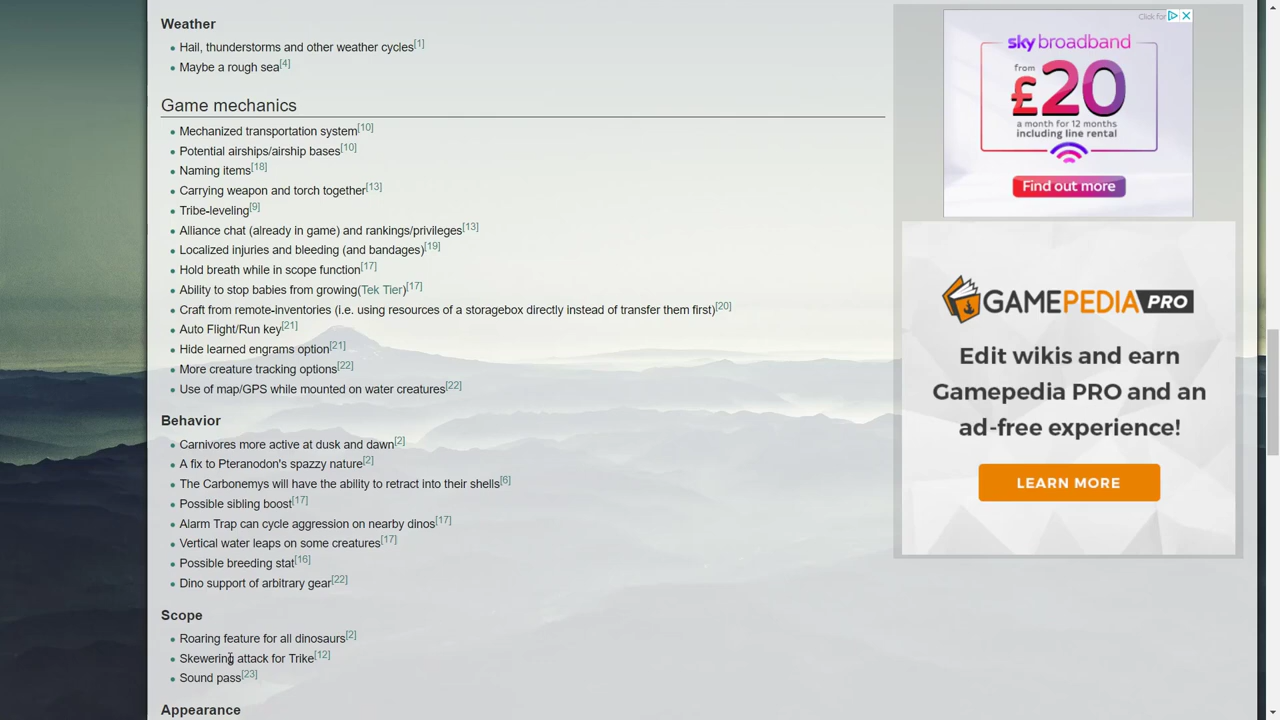 Weather
Hail, thunderstorms and other weather cycles[1]
Maybe a rough sea[4]
Game mechanics
Mechanized transportation system[10]
Potential airships/airship bases[10]
Naming items[18]
Carrying weapon and torch together[13]
Tribe-leveling[9]
Alliance chat (already in game) and rankings/privileges[13]
Localized injuries and bleeding (and bandages)[19]
Hold breath while in scope function[17]
Ability to stop babies from growing(Tek Tier)[17]
Craft from remote-inventories (i.e. using resources of a storagebox directly instead of transfer them first)[20]
Auto Flight/Run key[21]
Hide learned engrams option[21]
More creature tracking options[22]
Use of map/GPS while mounted on water creatures[22]
Behavior
Carnivores more active at dusk and dawn[2]
A fix to Pteranodon's spazzy nature[2]
The Carbonemys will have the ability to retract into their shells[6]
Possible sibling boost[17]
Alarm Trap can cycle aggression on nearby dinos[17]
Vertical water leaps on some creatures[17]
Possible breeding stat[16]
Dino support of arbitrary gear[22]
Scope
Roaring feature for all dinosaurs[2]
Skewering attack for Trike[12]
Sound pass[23]
Appearance
Click for
sky broadband
from
£20
a month for 12 months
including line rental
Find out more
GAMEPEDIA PRO
Edit wikis and earn
Gamepedia PRO and an
ad-free experience!
LEARN MORE